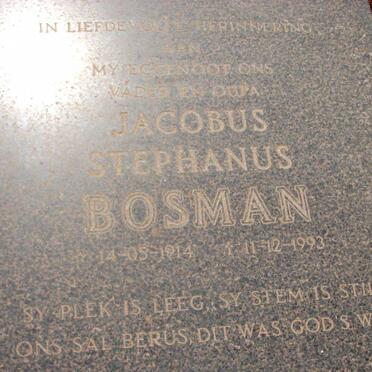 IN LIEFDEVOLLE HERINNERING
AAN
MY EGGENOOT ONS
VADER EN OUPA
JACOBUS
STEPHANUS
BOSMAN
* 14-05-1914 † 11-12-1993
SY PLEK IS LEEG, SY STEM IS STIL
ONS SAL BERUS, DIT WAS GOD'S W